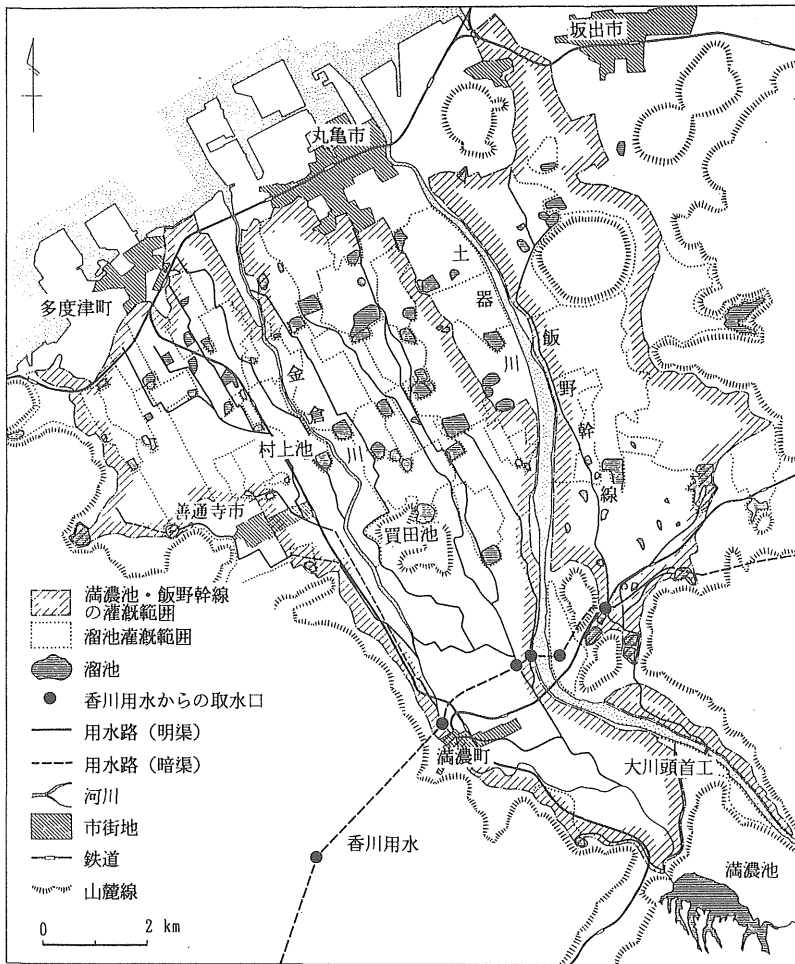 坂出市
丸亀市
多度津町
土器川
飯野幹線
金倉川
村上池
善通寺市
買田池
満濃池・飯野幹線
の灌漑範囲
溜池灌漑範囲
溜池
香川用水からの取水口
用水路（明渠）
用水路（暗渠）
河川
市街地
鉄道
山麓線
満濃町
大川頭首工
香川用水
満濃池
0 2 km